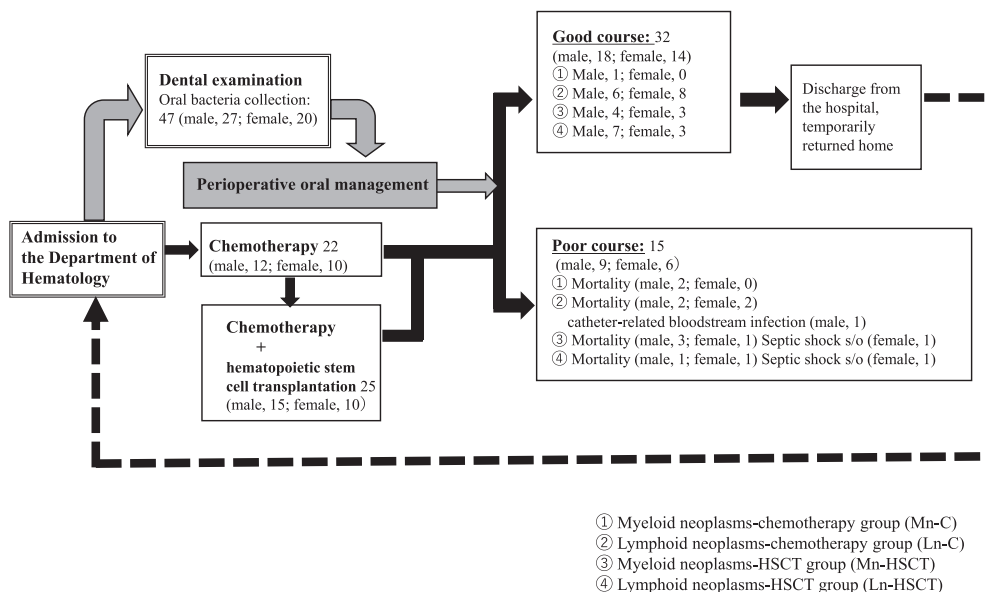 Dental examination
Oral bacteria collection:
47 (male, 27; female, 20)
Perioperative oral management
Admission to
the Department of
Hematology
Chemotherapy 22
(male, 12; female, 10)
Chemotherapy
+
hematopoietic stem
cell transplantation 25
(male, 15; female, 10)
Good course: 32
(male, 18; female, 14)
① Male, 1; female, 0
② Male, 6; female, 8
③ Male, 4; female, 3
④ Male, 7; female, 3
Discharge from
the hospital,
temporarily
returned home
Poor course: 15
(male, 9; female, 6)
① Mortality (male, 2; female, 0)
② Mortality (male, 2; female, 2)
catheter-related bloodstream infection (male, 1)
③ Mortality (male, 3; female, 1) Septic shock s/o (female, 1)
④ Mortality (male, 1; female, 1) Septic shock s/o (female, 1)
① Myeloid neoplasms-chemotherapy group (Mn-C)
② Lymphoid neoplasms-chemotherapy group (Ln-C)
③ Myeloid neoplasms-HSCT group (Mn-HSCT)
④ Lymphoid neoplasms-HSCT group (Ln-HSCT)